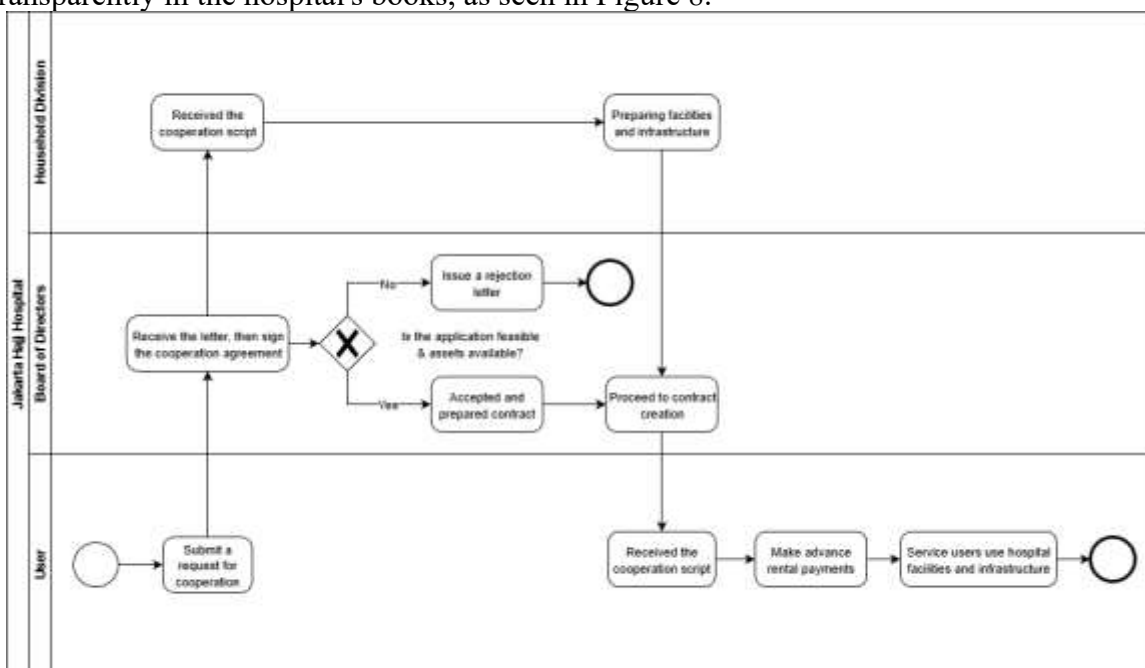 ransparently in the hospital's books, as seen in Figure 8.
Jakarta Hajj Hospital
Household Division
Received the
cooperation script
Preparing facilities
and infrastructure
Board of Directors
Receive the letter, then sign
the cooperation agreement
No
Issue a rejection
letter
Is the application feasible
& assets available?
Yes
Accepted and
prepared contract
Proceed to contract
creation
User
Submit a
request for
cooperation
Received the
cooperation script
Make advance
rental payments
Service users use hospital
facilities and infrastructure